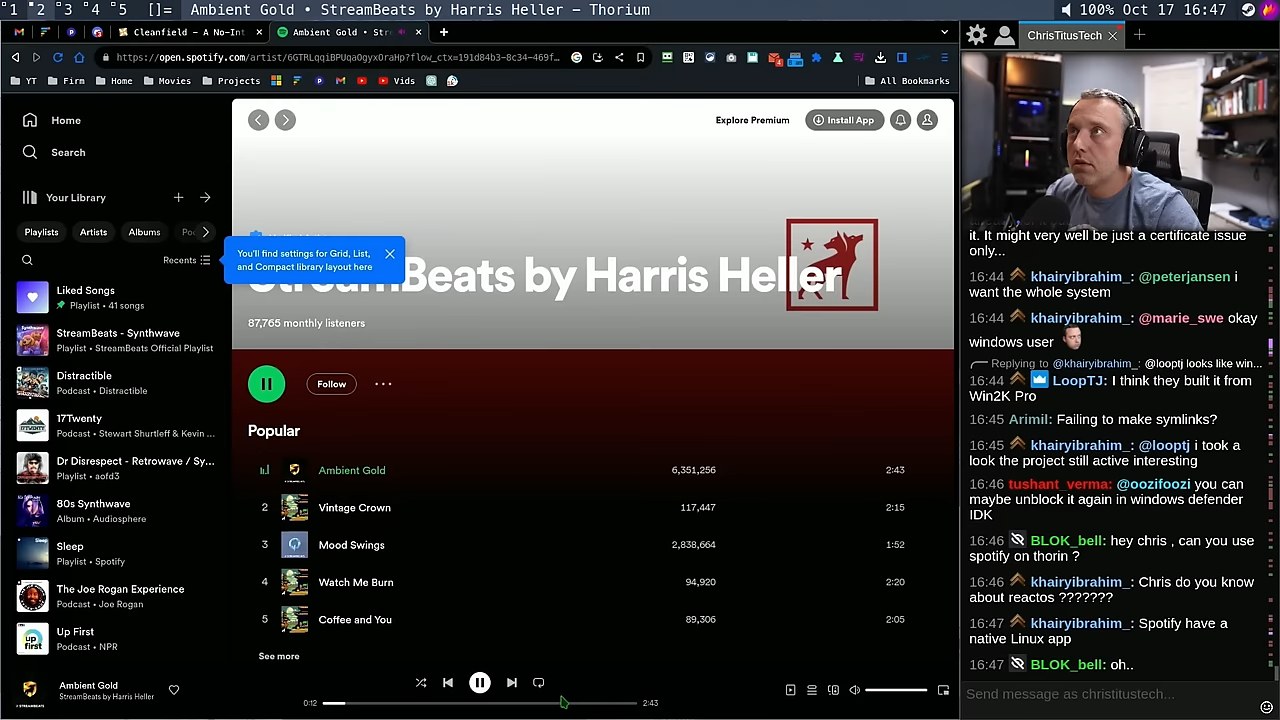 1 2 3 4 5 []= Ambient Gold • StreamBeats by Harris Heller – Thorium 100% Oct 17 16:47
Cleanfield – A No-Int
Ambient Gold • Str
https://open.spotify.com/artist/6GTRLqqiBPUqaOgyxOraHp?flow_ctx=191d84b3-8c34-469f…
YT Firm Home Movies Projects Vids All Bookmarks
Home
Search
Your Library
Playlists Artists Albums
Recents
Liked Songs
Playlist • 41 songs
StreamBeats - Synthwave
Playlist • StreamBeats Official Playlist
Distractible
Podcast • Distractible
17Twenty
Podcast • Stewart Shurtleff & Kevin ...
Dr Disrespect - Retrowave / Sy...
Playlist • aofd3
80s Synthwave
Album • Audiosphere
Sleep
Playlist • Spotify
The Joe Rogan Experience
Podcast • Joe Rogan
Up First
Podcast • NPR
Explore Premium Install App
You'll find settings for Grid, List,
and Compact library layout here
StreamBeats by Harris Heller
87,765 monthly listeners
Follow
Popular
Ambient Gold 6,351,256 2:43
2 Vintage Crown 117,447 2:15
3 Mood Swings 2,838,664 1:52
4 Watch Me Burn 94,920 2:20
5 Coffee and You 89,306 2:05
See more
Ambient Gold
StreamBeats by Harris Heller
0:12 2:43
ChrisTitusTech
it. It might very well be just a certificate issue
only...
16:44 khairyibrahim_: @peterjansen i
want the whole system
16:44 khairyibrahim_: @marie_swe okay
windows user
Replying to @khairyibrahim_: @looptj looks like win...
16:44 LoopTJ: I think they built it from
Win2K Pro
16:45 Arimil: Failing to make symlinks?
16:45 khairyibrahim_: @looptj i took a
look the project still active interesting
16:46 tushant_verma: @oozifoozi you can
maybe unblock it again in windows defender
IDK
16:46 BLOK_bell: hey chris , can you use
spotify on thorin ?
16:46 khairyibrahim_: Chris do you know
about reactos ???????
16:47 khairyibrahim_: Spotify have a
native Linux app
16:47 BLOK_bell: oh..
Send message as christitustech...